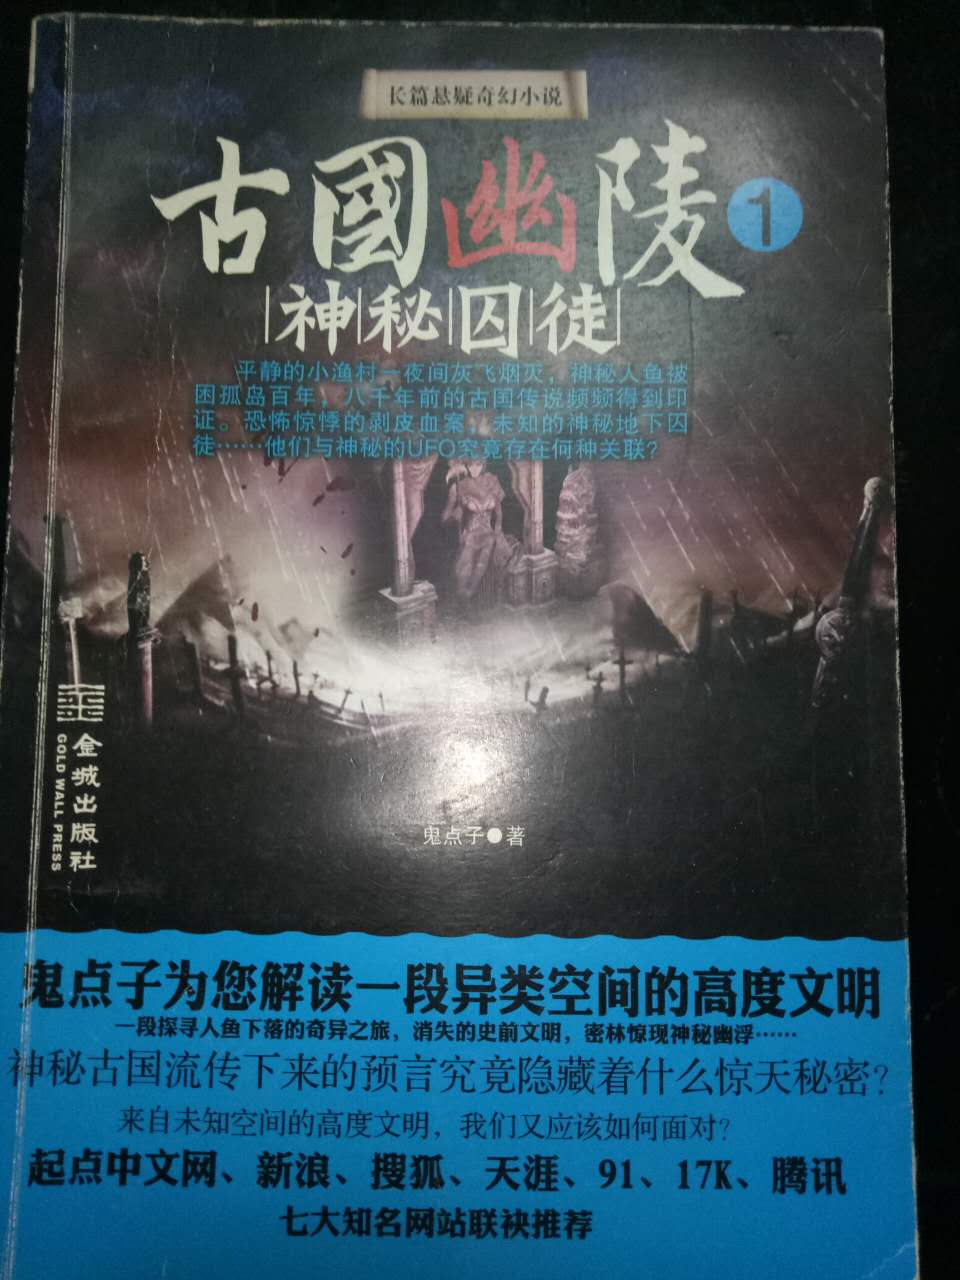 长篇悬疑奇幻小说
古國幽陵1
神秘囚徒
平静的小渔村一夜间灰飞烟灭，神秘人鱼被
困孤岛百年，八千年前的古国传说频频得到印
证。恐怖惊悸的剥皮血案，未知的神秘地下囚
徒……他们与神秘的UFO究竟存在何种关联？
金城出版社
GOLD WALL PRESS
鬼点子●著
鬼点子为您解读一段异类空间的高度文明
一段探寻人鱼下落的奇异之旅，消失的史前文明，密林惊现神秘幽浮……
神秘古国流传下来的预言究竟隐藏着什么惊天秘密？
来自未知空间的高度文明，我们又应该如何面对？
起点中文网、新浪、搜狐、天涯、91、17K、腾讯
七大知名网站联袂推荐